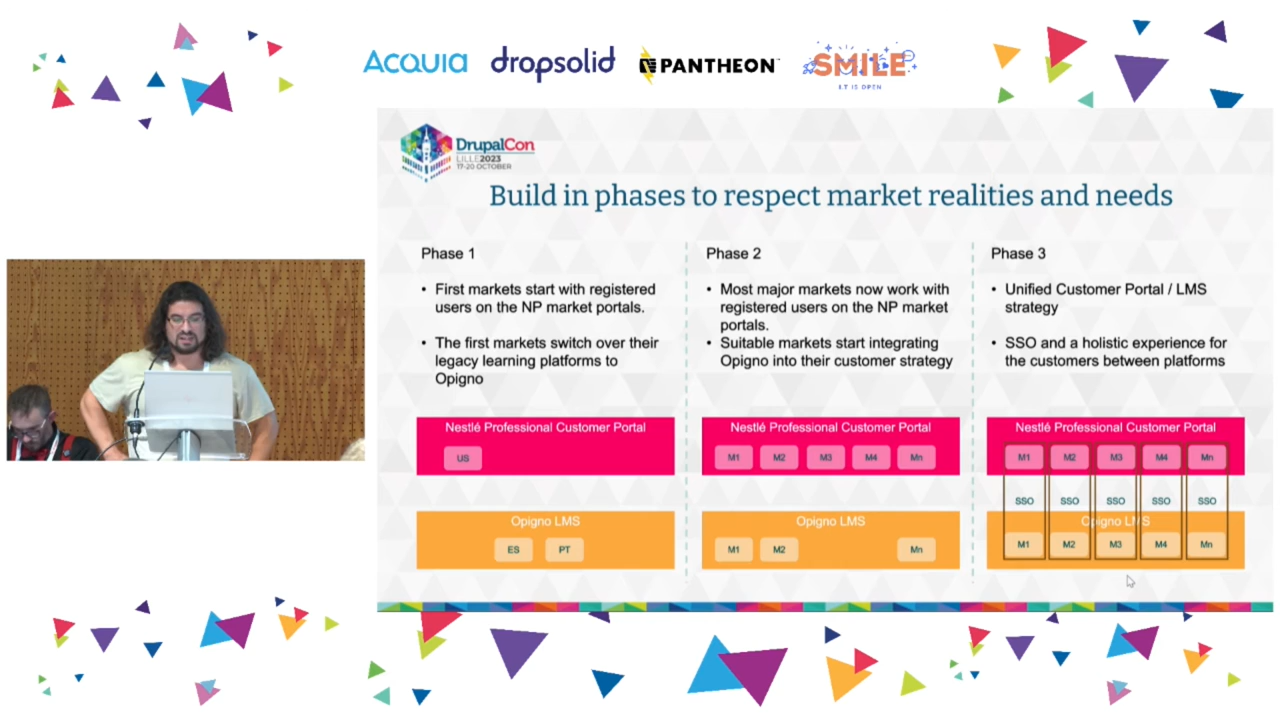 ACQUIA
dropsolid
PANTHEON
SMILE
I.T IS OPEN
DrupalCon
LILLE2023
17-20 OCTOBER
Build in phases to respect market realities and needs
Phase 1
• First markets start with registered
users on the NP market portals.
• The first markets switch over their
legacy learning platforms to
Opigno
Nestlé Professional Customer Portal
US
Opigno LMS
ES PT
Phase 2
• Most major markets now work with
registered users on the NP market
portals.
• Suitable markets start integrating
Opigno into their customer strategy
Nestlé Professional Customer Portal
M1 M2 M3 M4 Mn
Opigno LMS
M1 M2 Mn
Phase 3
• Unified Customer Portal / LMS
strategy
• SSO and a holistic experience for
the customers between platforms
Nestlé Professional Customer Portal
M1 M2 M3 M4 Mn
SSO SSO SSO SSO SSO
Opigno LMS
M1 M2 M3 M4 Mn